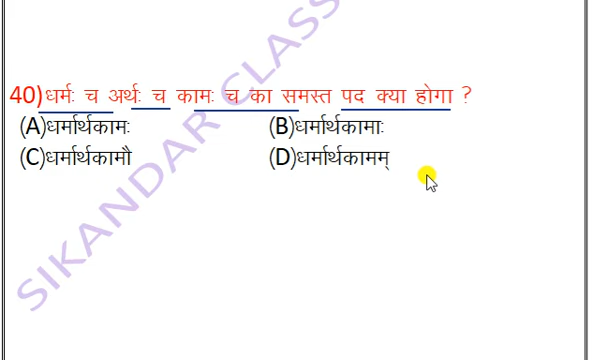 40)धर्मः च अर्थः च कामः च का समस्त पद क्या होगा ?
(A)धर्मार्थकामः (B)धर्मार्थकामाः
(C)धर्मार्थकामौ (D)धर्मार्थकामम्
SIKANDAR CLASS